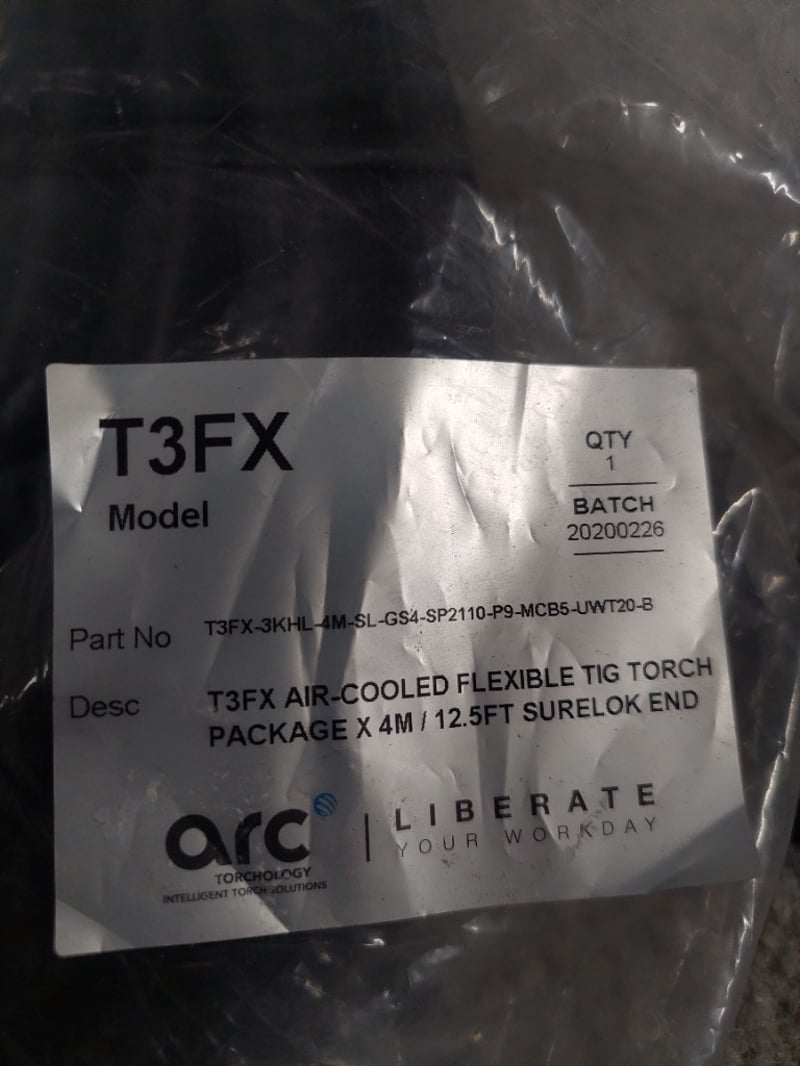 T3FX
Model
QTY
1
BATCH
20200226
Part No T3FX-3KHL-4M-SL-GS4-SP2110-P9-MCB5-UWT20-B
Desc T3FX AIR-COOLED FLEXIBLE TIG TORCH
PACKAGE X 4M / 12.5FT SURELOK END
arc
TORCHOLOGY
INTELLIGENT TORCH SOLUTIONS
LIBERATE
YOUR WORKDAY